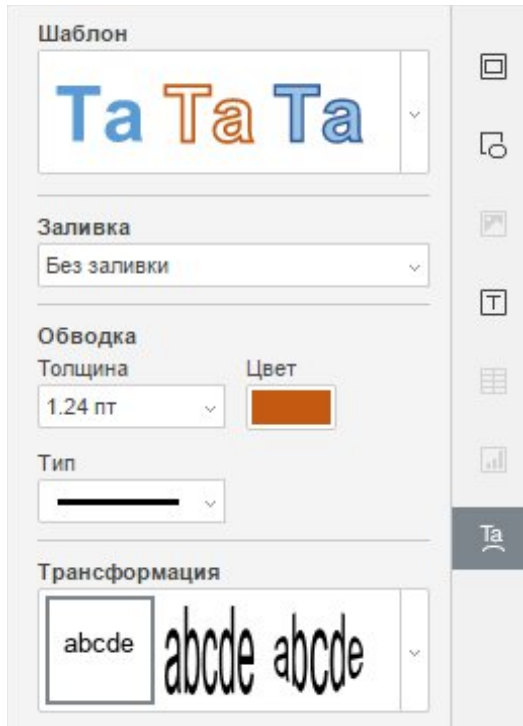 Шаблон
Ta Ta Ta
Заливка
Без заливки
Обводка
Толщина Цвет
1.24 пт
Тип
Трансформация
abcde abcde abcde
T
Ta